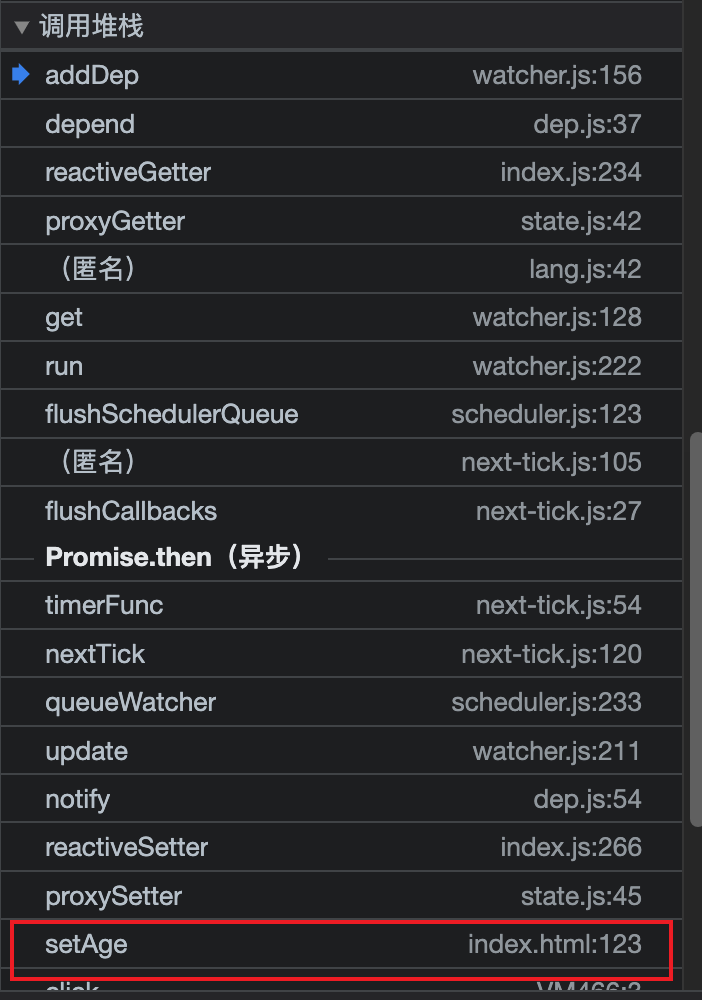 调用堆栈
addDep watcher.js:156
depend dep.js:37
reactiveGetter index.js:234
proxyGetter state.js:42
（匿名） lang.js:42
get watcher.js:128
run watcher.js:222
flushSchedulerQueue scheduler.js:123
（匿名） next-tick.js:105
flushCallbacks next-tick.js:27
Promise.then（异步）
timerFunc next-tick.js:54
nextTick next-tick.js:120
queueWatcher scheduler.js:233
update watcher.js:211
notify dep.js:54
reactiveSetter index.js:266
proxySetter state.js:45
setAge index.html:123
click